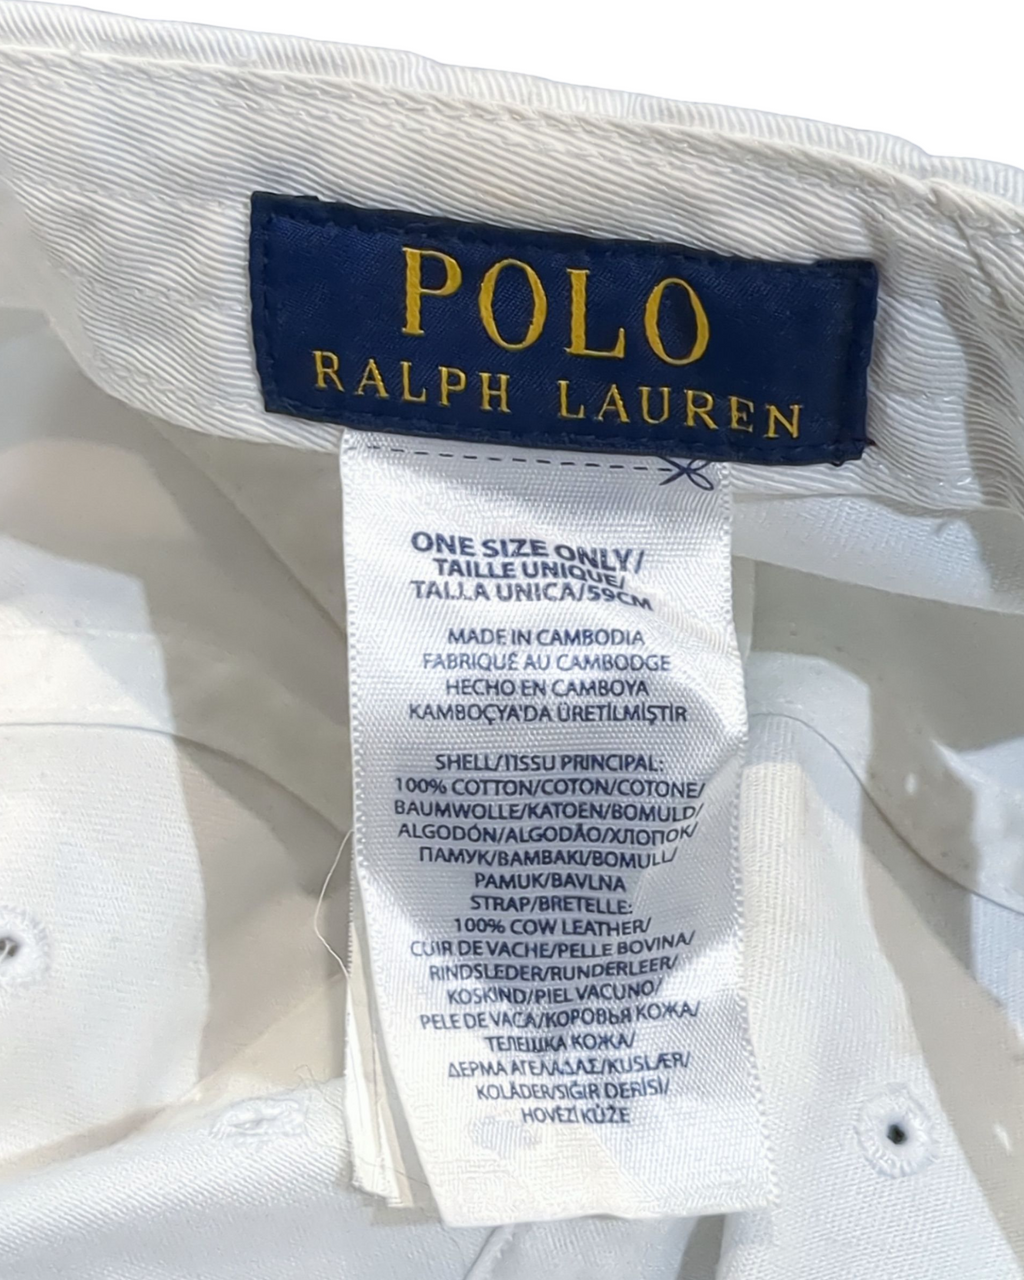 POLO
RALPH LAUREN
ONE SIZE ONLY/
TAILLE UNIQUE/
TALLA UNICA/59CM
MADE IN CAMBODIA
FABRIQUÉ AU CAMBODGE
HECHO EN CAMBOYA
KAMBOÇYA'DA ÜRETİLMİŞTİR
SHELL/TISSU PRINCIPAL:
100% COTTON/COTON/COTONE/
BAUMWOLLE/KATOEN/BOMULD/
ALGODÓN/ALGODÃO/ХЛОПОК/
ПАМУК/ΒΑΜΒΑΚΙ/BOMULL/
PAMUK/BAVLNA
STRAP/BRETELLE:
100% COW LEATHER/
CUIR DE VACHE/PELLE BOVINA/
RINDSLEDER/RUNDERLEER/
KOSKIND/PIEL VACUNO/
PELE DE VACA/КОРОВЬЯ КОЖА/
ТЕЛЕШКА КОЖА/
ΔΕΡΜΑ ΑΓΕΛΑΔΑΣ/KUSLÆR/
KOLÄDER/SIĞIR DERİSİ/
HOVĚZÍ KŮŽE